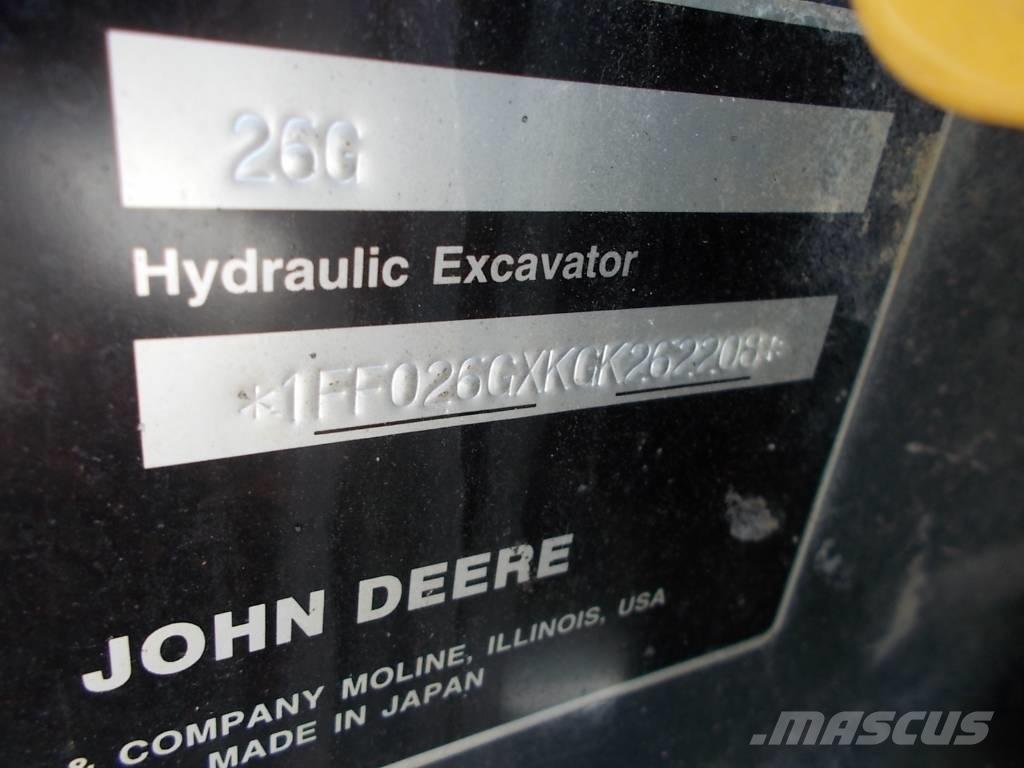 26G
Hydraulic Excavator
*1FF026GXKGK262208*
JOHN DEERE
& COMPANY MOLINE, ILLINOIS, USA
MADE IN JAPAN
MASCUS